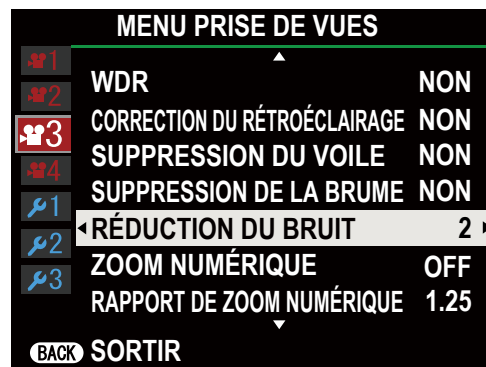 MENU PRISE DE VUES
1
2
3
4
1
2
3
WDR NON
CORRECTION DU RÉTROÉCLAIRAGE NON
SUPPRESSION DU VOILE NON
SUPPRESSION DE LA BRUME NON
RÉDUCTION DU BRUIT 2
ZOOM NUMÉRIQUE OFF
RAPPORT DE ZOOM NUMÉRIQUE 1.25
BACK SORTIR